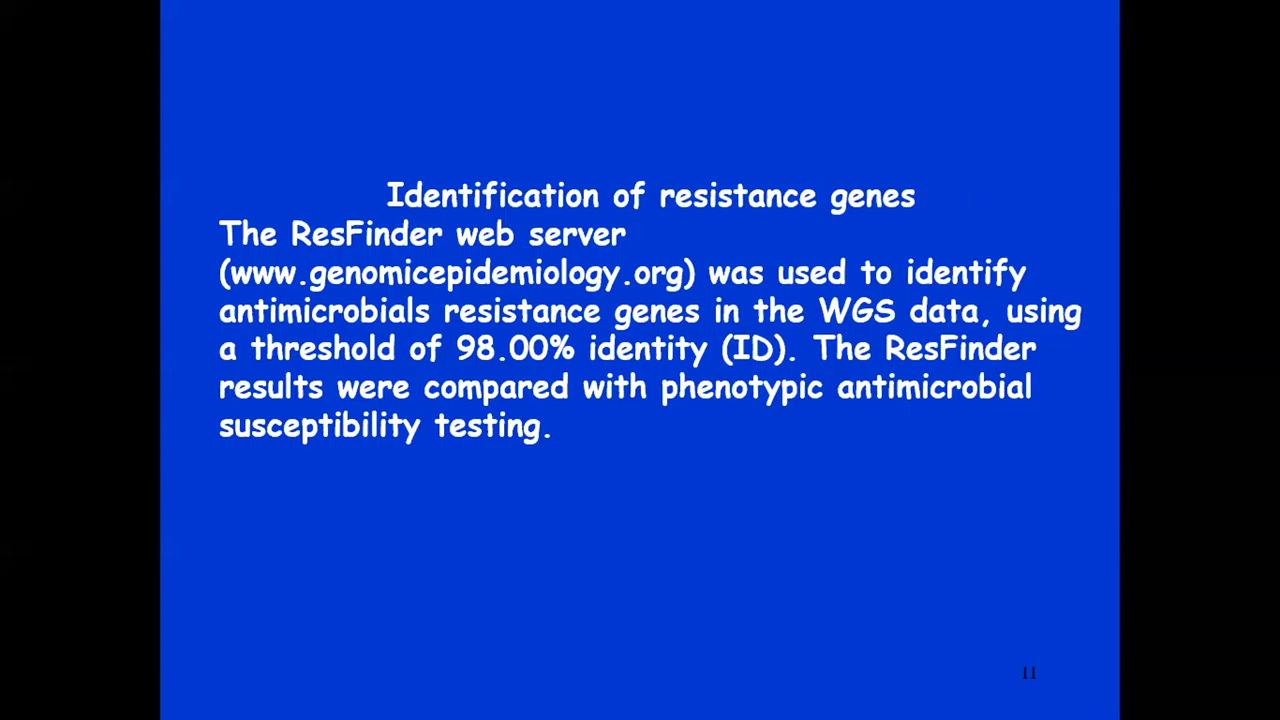 Identification of resistance genes
The ResFinder web server
(www.genomicepidemiology.org) was used to identify
antimicrobials resistance genes in the WGS data, using
a threshold of 98.00% identity (ID). The ResFinder
results were compared with phenotypic antimicrobial
susceptibility testing.
11